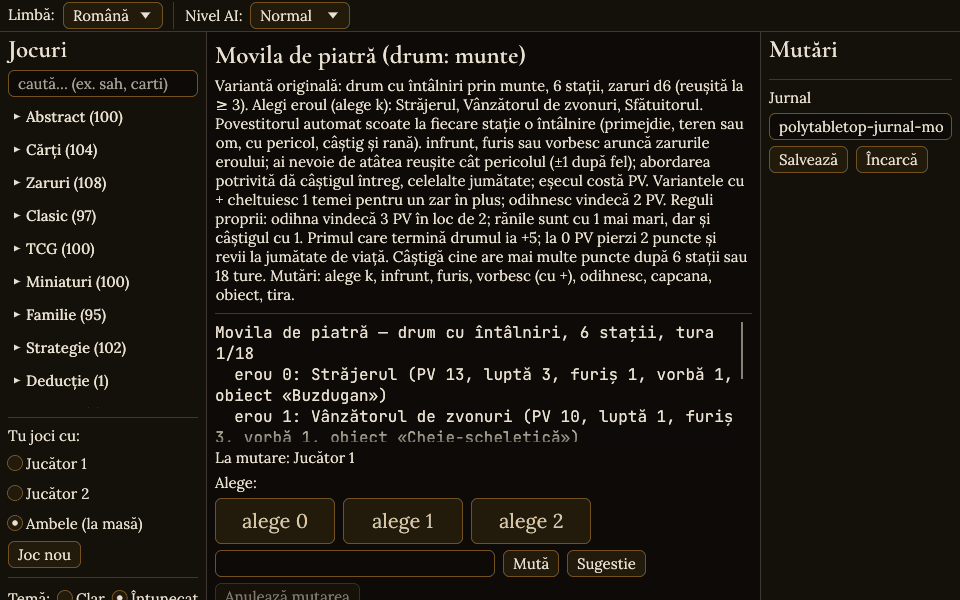 Limbă: Română ▼ Nivel AI: Normal ▼
Jocuri
caută... (ex. sah, carti)
▸ Abstract (100)
▸ Cărți (104)
▸ Zaruri (108)
▸ Clasic (97)
▸ TCG (100)
▸ Miniaturi (100)
▸ Familie (95)
▸ Strategie (102)
▸ Deducție (1)
Tu joci cu:
Jucător 1
Jucător 2
Ambele (la masă)
Joc nou
Temă: Clar Întunecat
Movila de piatră (drum: munte)
Variantă originală: drum cu întâlniri prin munte, 6 stații, zaruri d6 (reușită la
≥ 3). Alegi eroul (alege k): Străjerul, Vânzătorul de zvonuri, Sfătuitorul.
Povestitorul automat scoate la fiecare stație o întâlnire (primejdie, teren sau
om, cu pericol, câștig și rană). infrunt, furis sau vorbesc aruncă zarurile
eroului; ai nevoie de atâtea reușite cât pericolul (±1 după fel); abordarea
potrivită dă câștigul întreg, celelalte jumătate; eșecul costă PV. Variantele cu
+ cheltuiesc 1 temei pentru un zar în plus; odihnesc vindecă 2 PV. Reguli
proprii: odihna vindecă 3 PV în loc de 2; rănile sunt cu 1 mai mari, dar și
câștigul cu 1. Primul care termină drumul ia +5; la 0 PV pierzi 2 puncte și
revii la jumătate de viață. Câștigă cine are mai multe puncte după 6 stații sau
18 ture. Mutări: alege k, infrunt, furis, vorbesc (cu +), odihnesc, capcana,
obiect, tira.
Movila de piatră — drum cu întâlniri, 6 stații, tura
1/18
erou 0: Străjerul (PV 13, luptă 3, furiș 1, vorbă 1,
obiect «Buzdugan»)
erou 1: Vânzătorul de zvonuri (PV 10, luptă 1, furiș
3, vorbă 1, obiect «Cheie-scheletică»)
La mutare: Jucător 1
Alege:
alege 0 alege 1 alege 2
Mută Sugestie
Anulează mutarea
Mutări
Jurnal
polytabletop-jurnal-mo
Salvează Încarcă